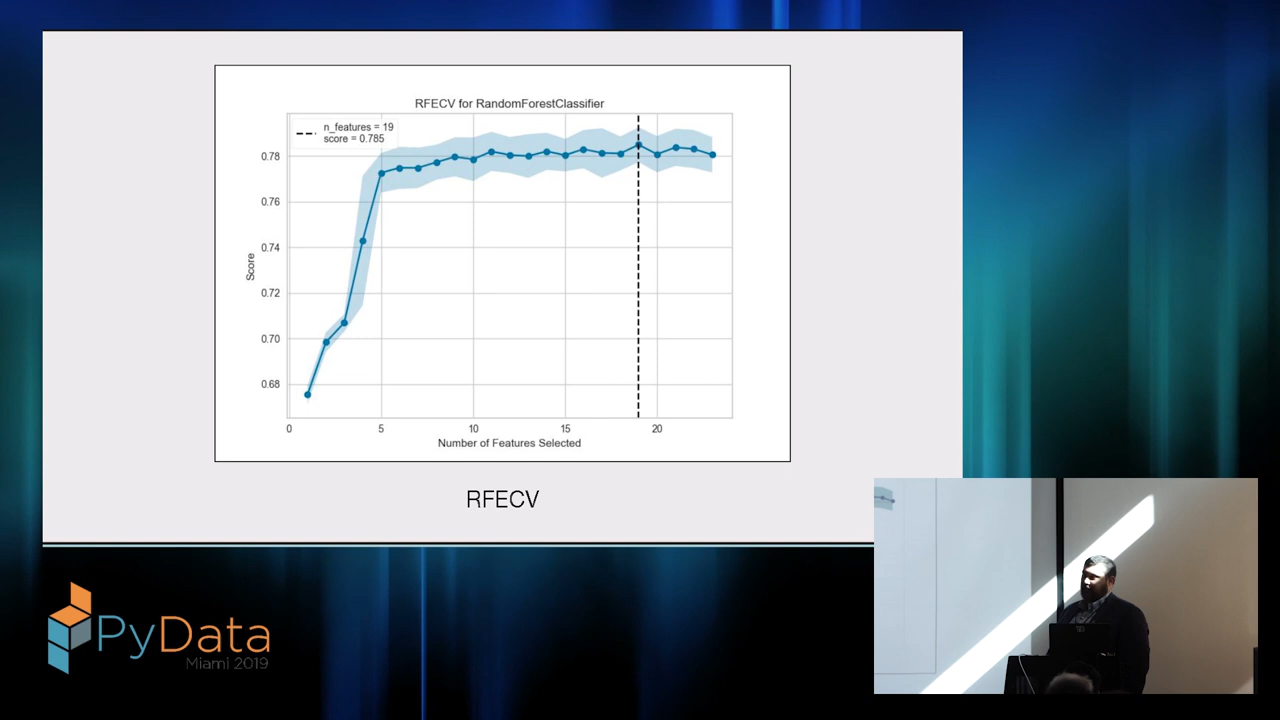 RFECV for RandomForestClassifier
n_features = 19
score = 0.785
0.78
0.76
0.74
0.72
0.70
0.68
Score
0 5 10 15 20
Number of Features Selected
RFECV
PyData
Miami 2019